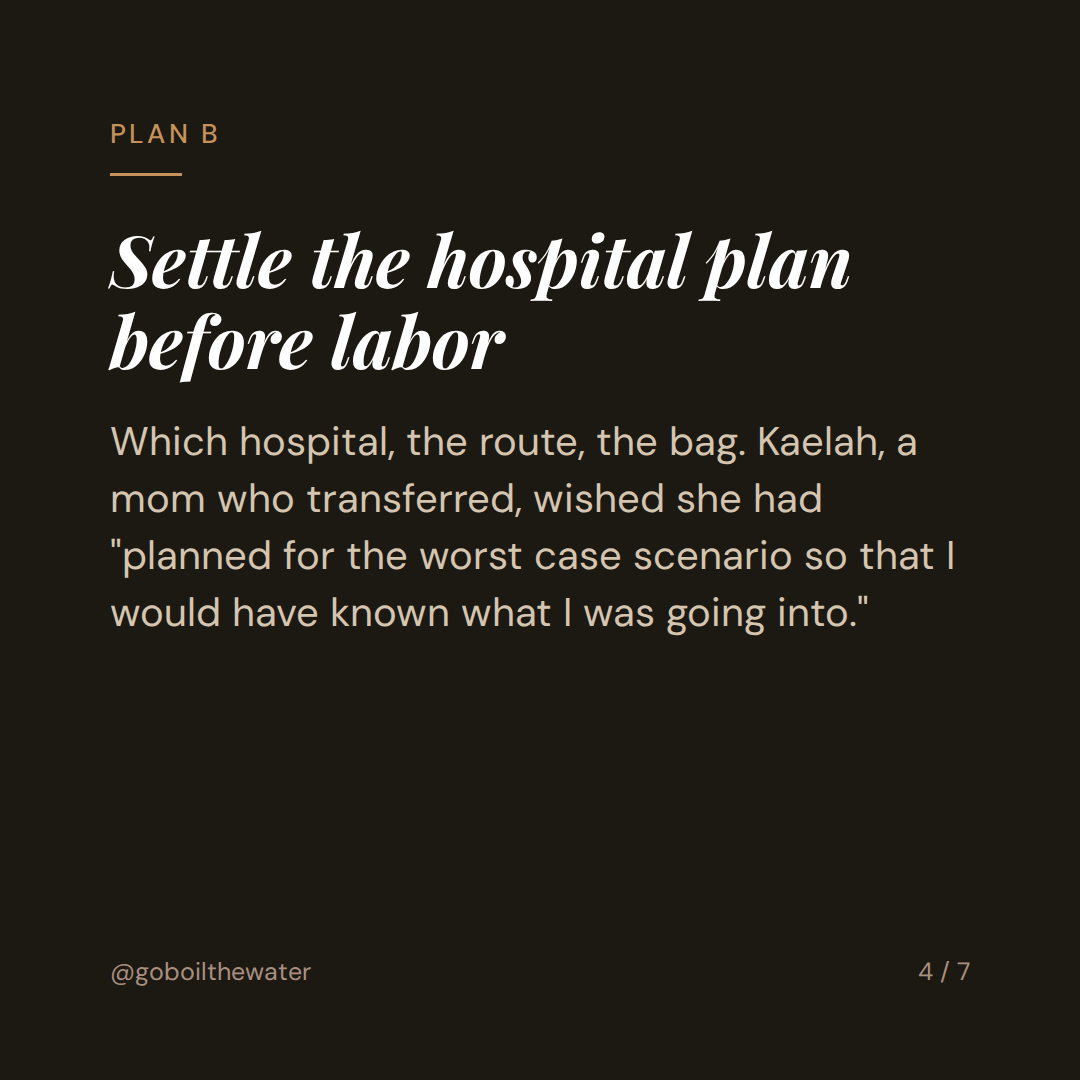 PLAN B
Settle the hospital plan
before labor
Which hospital, the route, the bag. Kaelah, a
mom who transferred, wished she had
"planned for the worst case scenario so that I
would have known what I was going into."
@goboilthewater
4 / 7